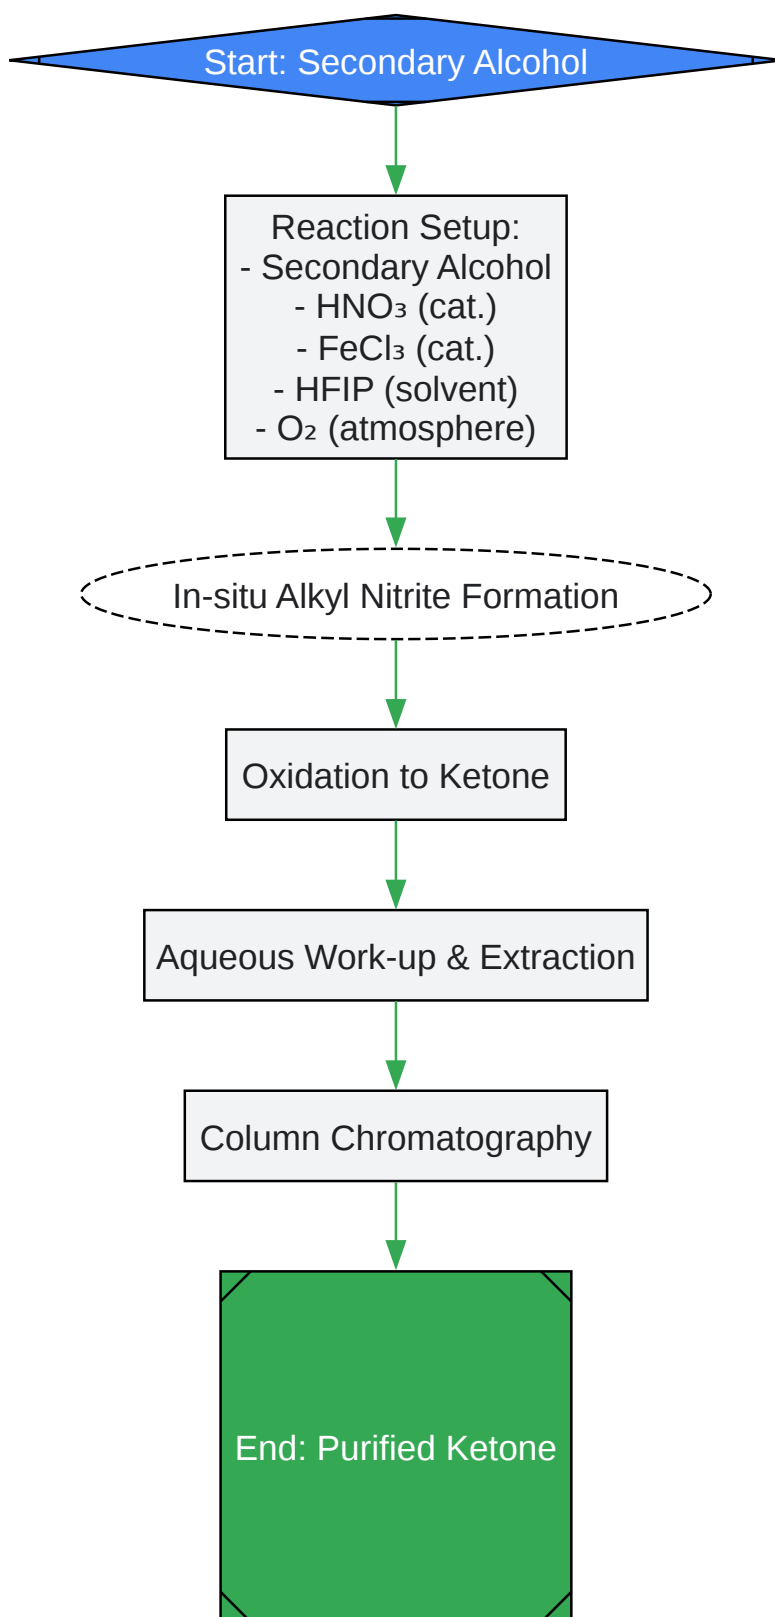 Start: Secondary Alcohol
Reaction Setup:
- Secondary Alcohol
- HNO₃ (cat.)
- FeCl₃ (cat.)
- HFIP (solvent)
- O₂ (atmosphere)
In-situ Alkyl Nitrite Formation
Oxidation to Ketone
Aqueous Work-up & Extraction
Column Chromatography
End: Purified Ketone